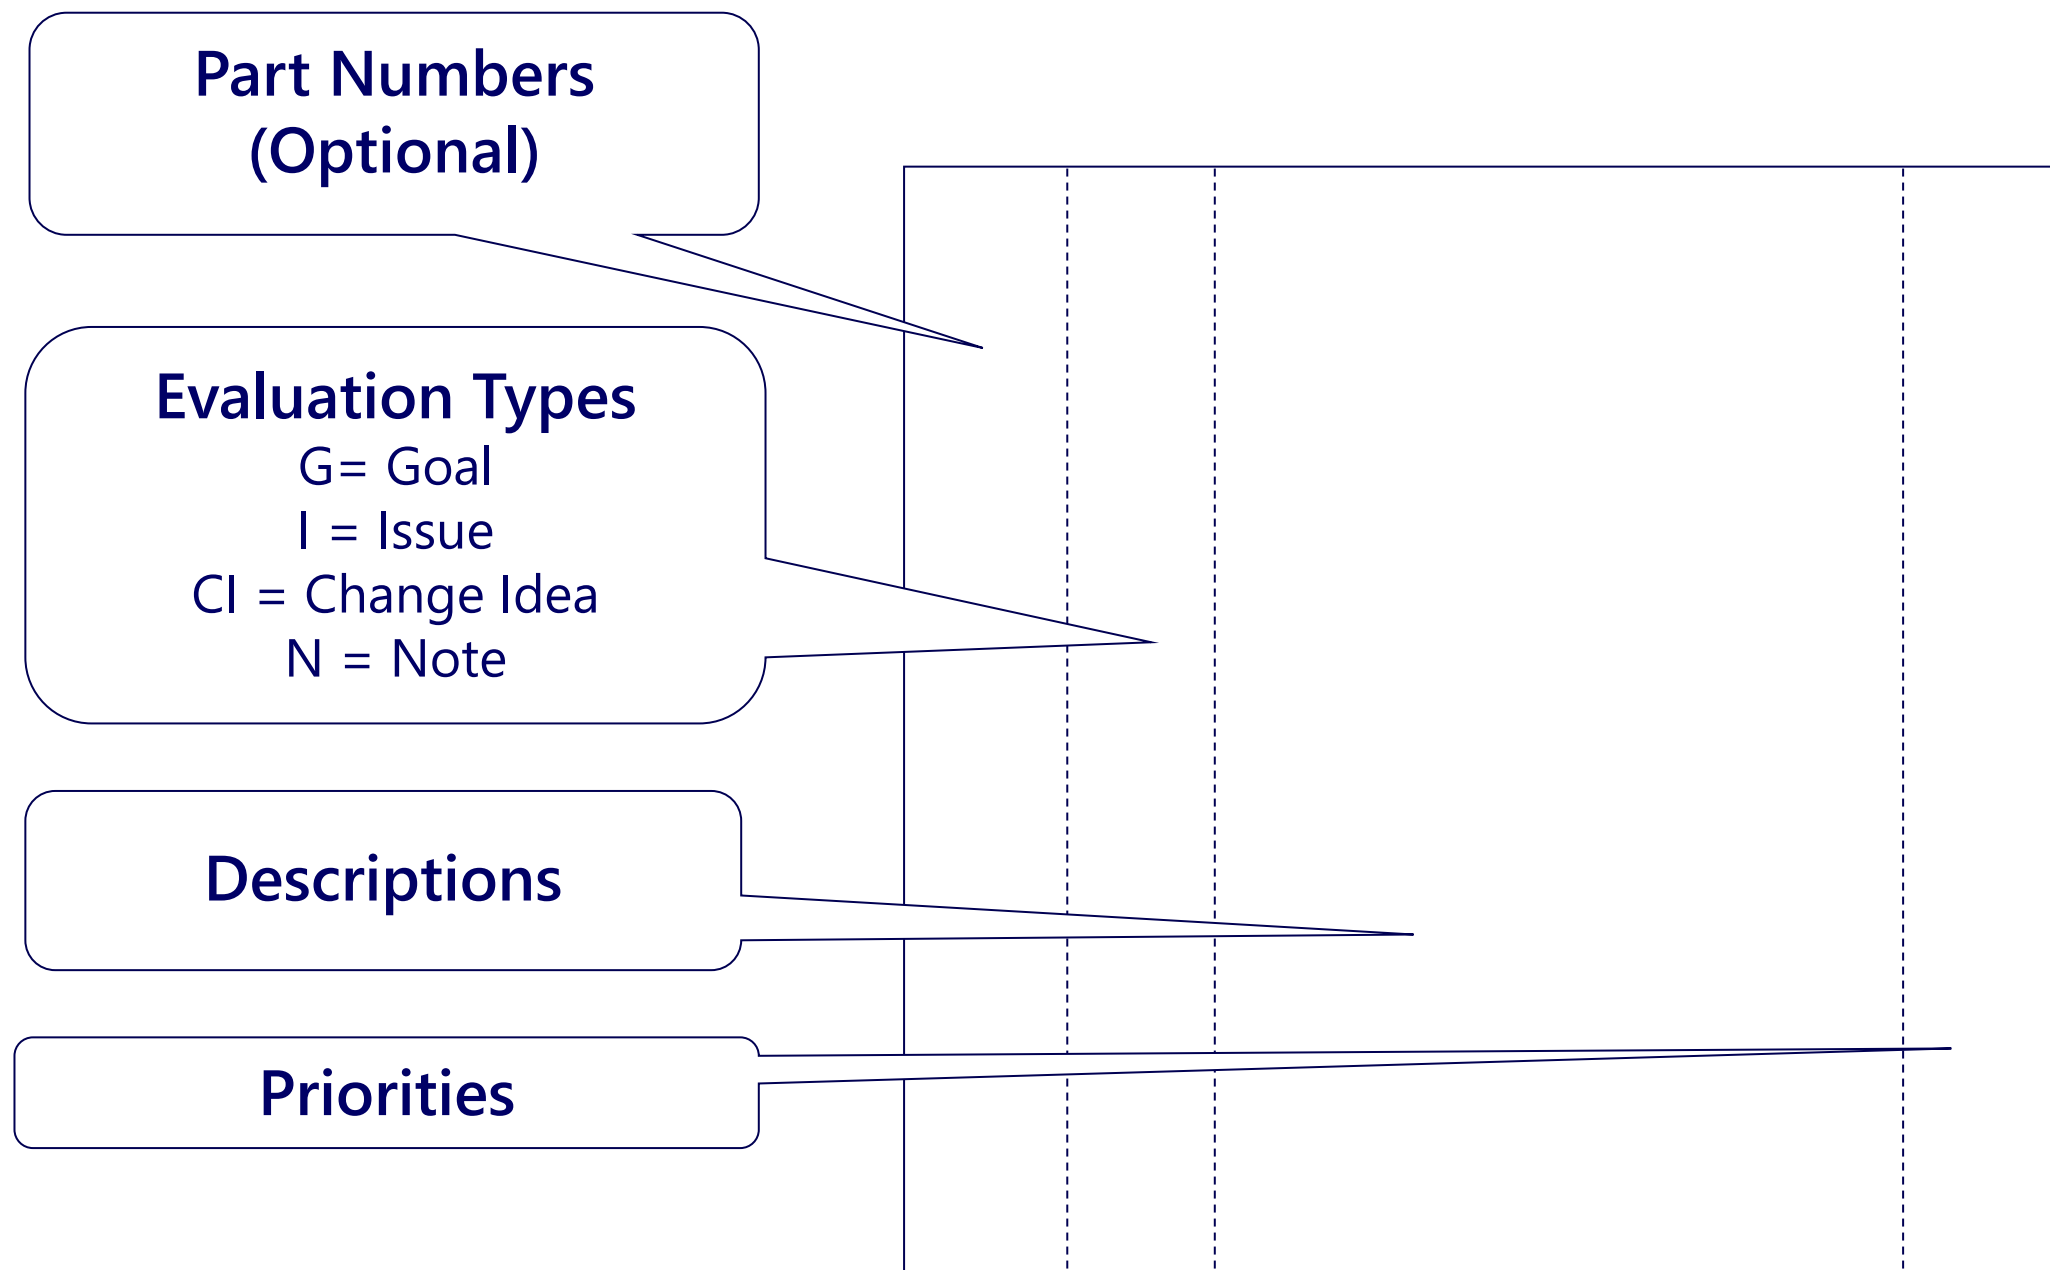 Part Numbers
(Optional)
Evaluation Types
G= Goal
I = Issue
CI = Change Idea
N = Note
Descriptions
Priorities